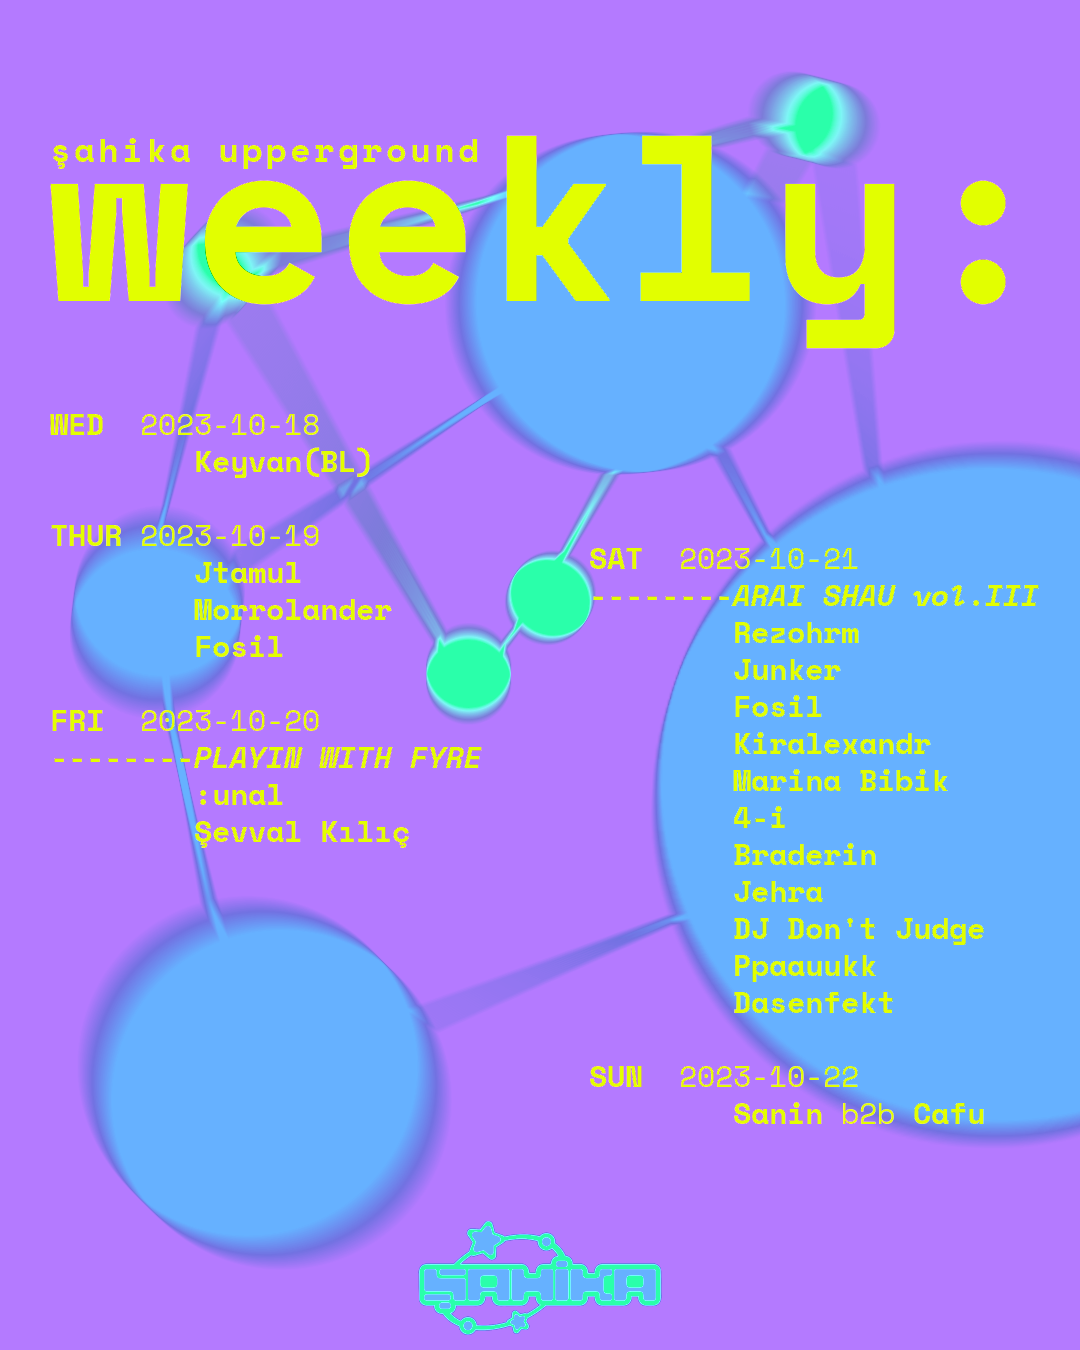 şahika upperground
weekly:
WED 2023-10-18
Keyvan(BL)
THUR 2023-10-19
Jtamul
Morrolander
Fosil
FRI 2023-10-20
--------PLAYIN WITH FYRE
:unal
Şevval Kılıç
SAT 2023-10-21
--------ARAI SHAU vol.III
Rezohrm
Junker
Fosil
Kiralexandr
Marina Bibik
4-i
Braderin
Jehra
DJ Don't Judge
Ppaauukk
Dasenfekt
SUN 2023-10-22
Sanin b2b Cafu
ŞAHIKA